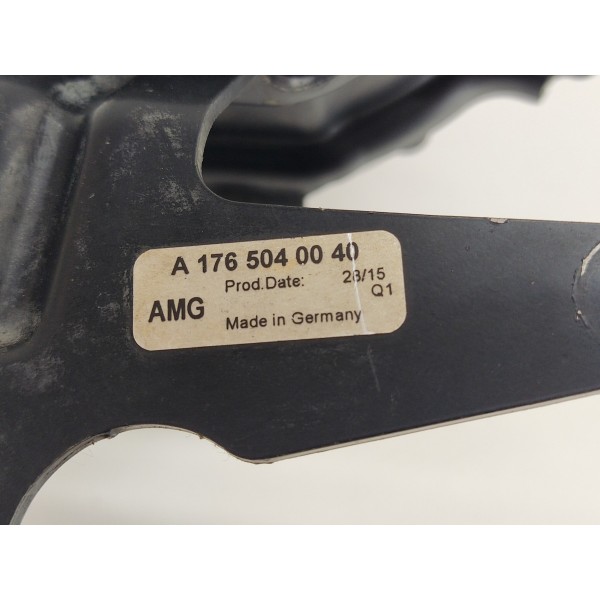 A 176 504 00 40
Prod.Date: 28/15
Q1
AMG
Made in Germany